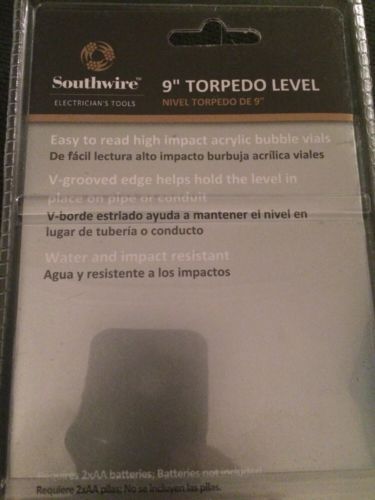 Southwire™
ELECTRICIAN'S TOOLS
9" TORPEDO LEVEL
NIVEL TORPEDO DE 9"
Easy to read high impact acrylic bubble vials
De fácil lectura alto impacto burbuja acrílica viales
V-grooved edge helps hold the level in
place on pipe or conduit
V-borde estriado ayuda a mantener el nivel en
lugar de tubería o conducto
Water and impact resistant
Agua y resistente a los impactos
Requires 2xAA batteries; Batteries not included
Requiere 2xAA pilas; No se incluyen las pilas.